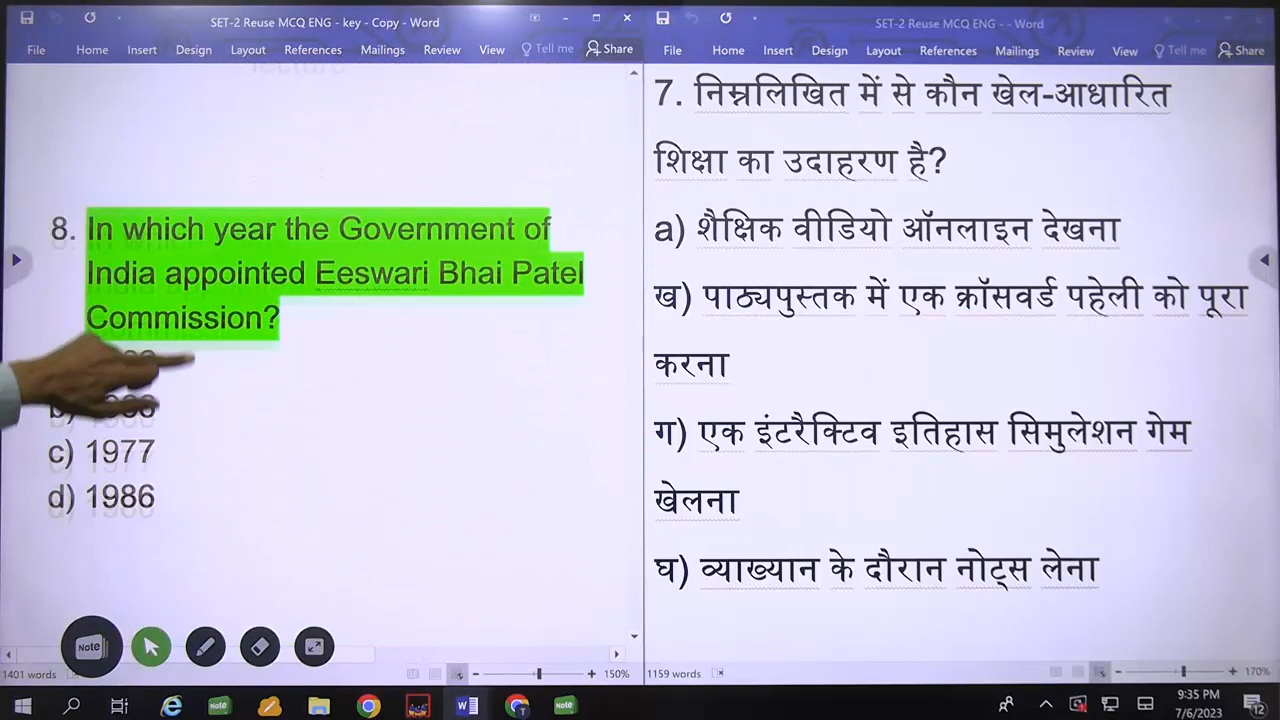 SET-2 Reuse MCQ ENG - key - Copy - Word
File Home Insert Design Layout References Mailings Review View Tell me Share
8. In which year the Government of
India appointed Eeswari Bhai Patel
Commission?
c) 1977
d) 1986
Note
1401 words
150%
SET-2 Reuse MCQ ENG - - Word
File Home Insert Design Layout References Mailings Review View Tell me Share
7. निम्नलिखित में से कौन खेल-आधारित
शिक्षा का उदाहरण है?
a) शैक्षिक वीडियो ऑनलाइन देखना
ख) पाठ्यपुस्तक में एक क्रॉसवर्ड पहेली को पूरा
करना
ग) एक इंटरैक्टिव इतिहास सिमुलेशन गेम
खेलना
घ) व्याख्यान के दौरान नोट्स लेना
1159 words
170%
Note
Note
9:35 PM
7/6/2023
12